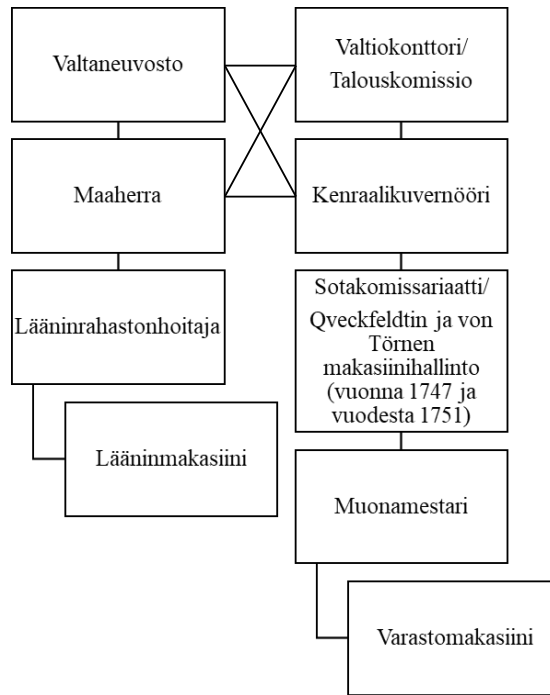 Valtaneuvosto
Valtiokonttori/
Talouskomissio
Maaherra
Kenraalikuvernööri
Lääninrahastonhoitaja
Sotakomissariaatti/
Qveckfeldtin ja von
Törnen
makasiinihallinto
(vuonna 1747 ja
vuodesta 1751)
Lääninmakasiini
Muonamestari
Varastomakasiini